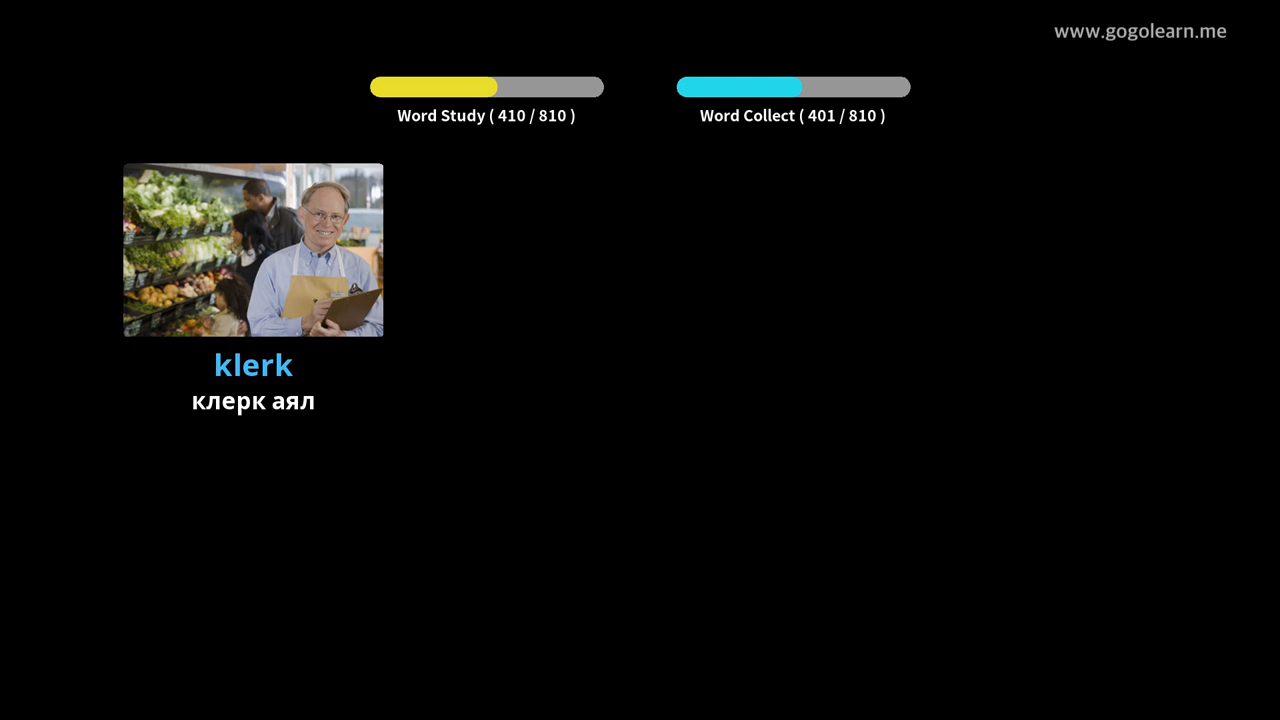 www.gogolearn.me
Word Study ( 410 / 810 )
Word Collect ( 401 / 810 )
klerk
клерк аял